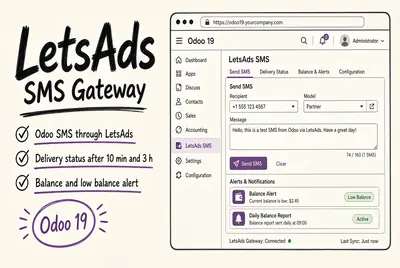 LetsAds
SMS Gateway
Odoo SMS through LetsAds
Delivery status after 10 min and 3 h
Balance and low balance alert
Odoo 19
https://odoo19.yourcompany.com
Odoo 19
Administrator
Dashboard
Apps
Discuss
Contacts
Sales
Accounting
LetsAds SMS
Settings
Configuration
LetsAds SMS
Send SMS Delivery Status Balance & Alerts Configuration
Send SMS
Recipient Model
+1 555 123 4567 Partner
Message
Hello, this is a test SMS from Odoo via LetsAds. Have a great day!
74 / 160 (1 SMS)
Send SMS Clear
Alerts & Notifications
Balance Alert
Current balance is low: $2.45
Low Balance
Daily Balance Report
Balance report sent daily at 09:00
Active
LetsAds Gateway: Connected Last Sync: Just now